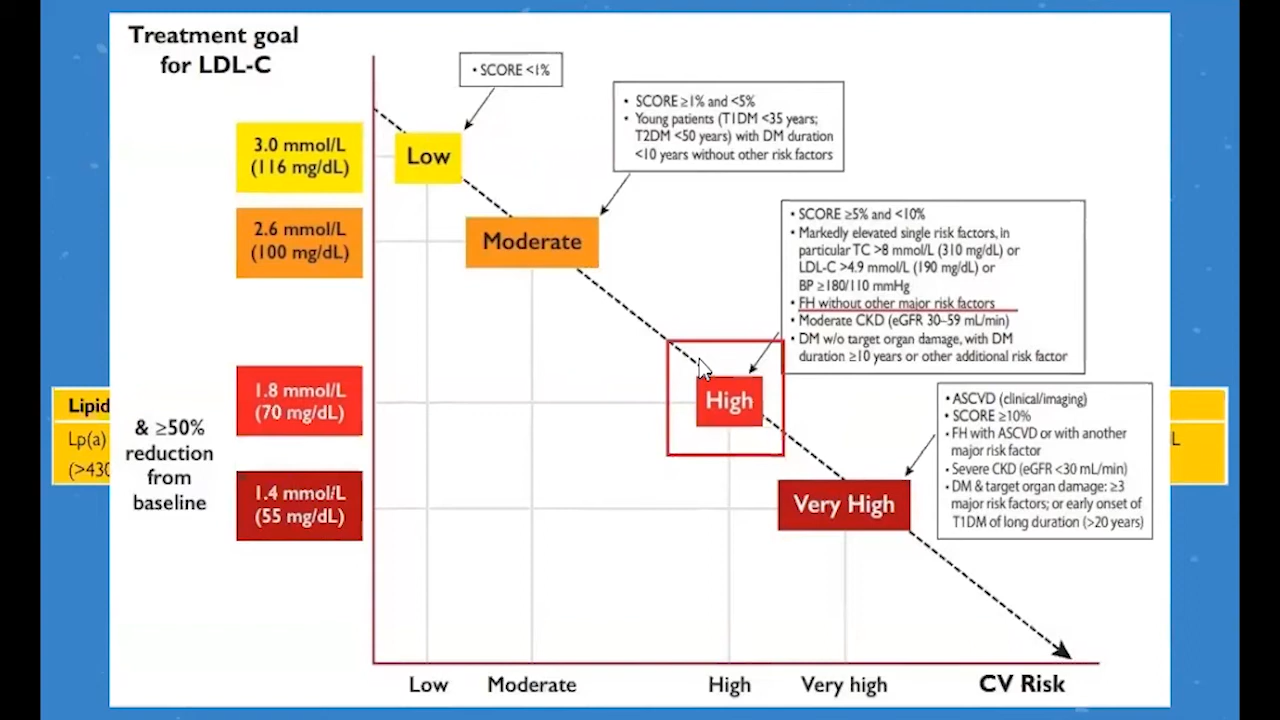 Treatment goal
for LDL-C
• SCORE <1%
• SCORE ≥1% and <5%
• Young patients (T1DM <35 years;
T2DM <50 years) with DM duration
<10 years without other risk factors
3.0 mmol/L
(116 mg/dL)
Low
2.6 mmol/L
(100 mg/dL)
Moderate
• SCORE ≥5% and <10%
• Markedly elevated single risk factors, in
particular TC >8 mmol/L (310 mg/dL) or
LDL-C >4.9 mmol/L (190 mg/dL) or
BP ≥180/110 mmHg
• FH without other major risk factors
• Moderate CKD (eGFR 30–59 mL/min)
• DM w/o target organ damage, with DM
duration ≥10 years or other additional risk factor
1.8 mmol/L
(70 mg/dL)
High
• ASCVD (clinical/imaging)
• SCORE ≥10%
• FH with ASCVD or with another
major risk factor
• Severe CKD (eGFR <30 mL/min)
• DM & target organ damage: ≥3
major risk factors; or early onset of
T1DM of long duration (>20 years)
Lipid
Lp(a)
(>430
L
& ≥50%
reduction
from
baseline
1.4 mmol/L
(55 mg/dL)
Very High
Low Moderate High Very high CV Risk